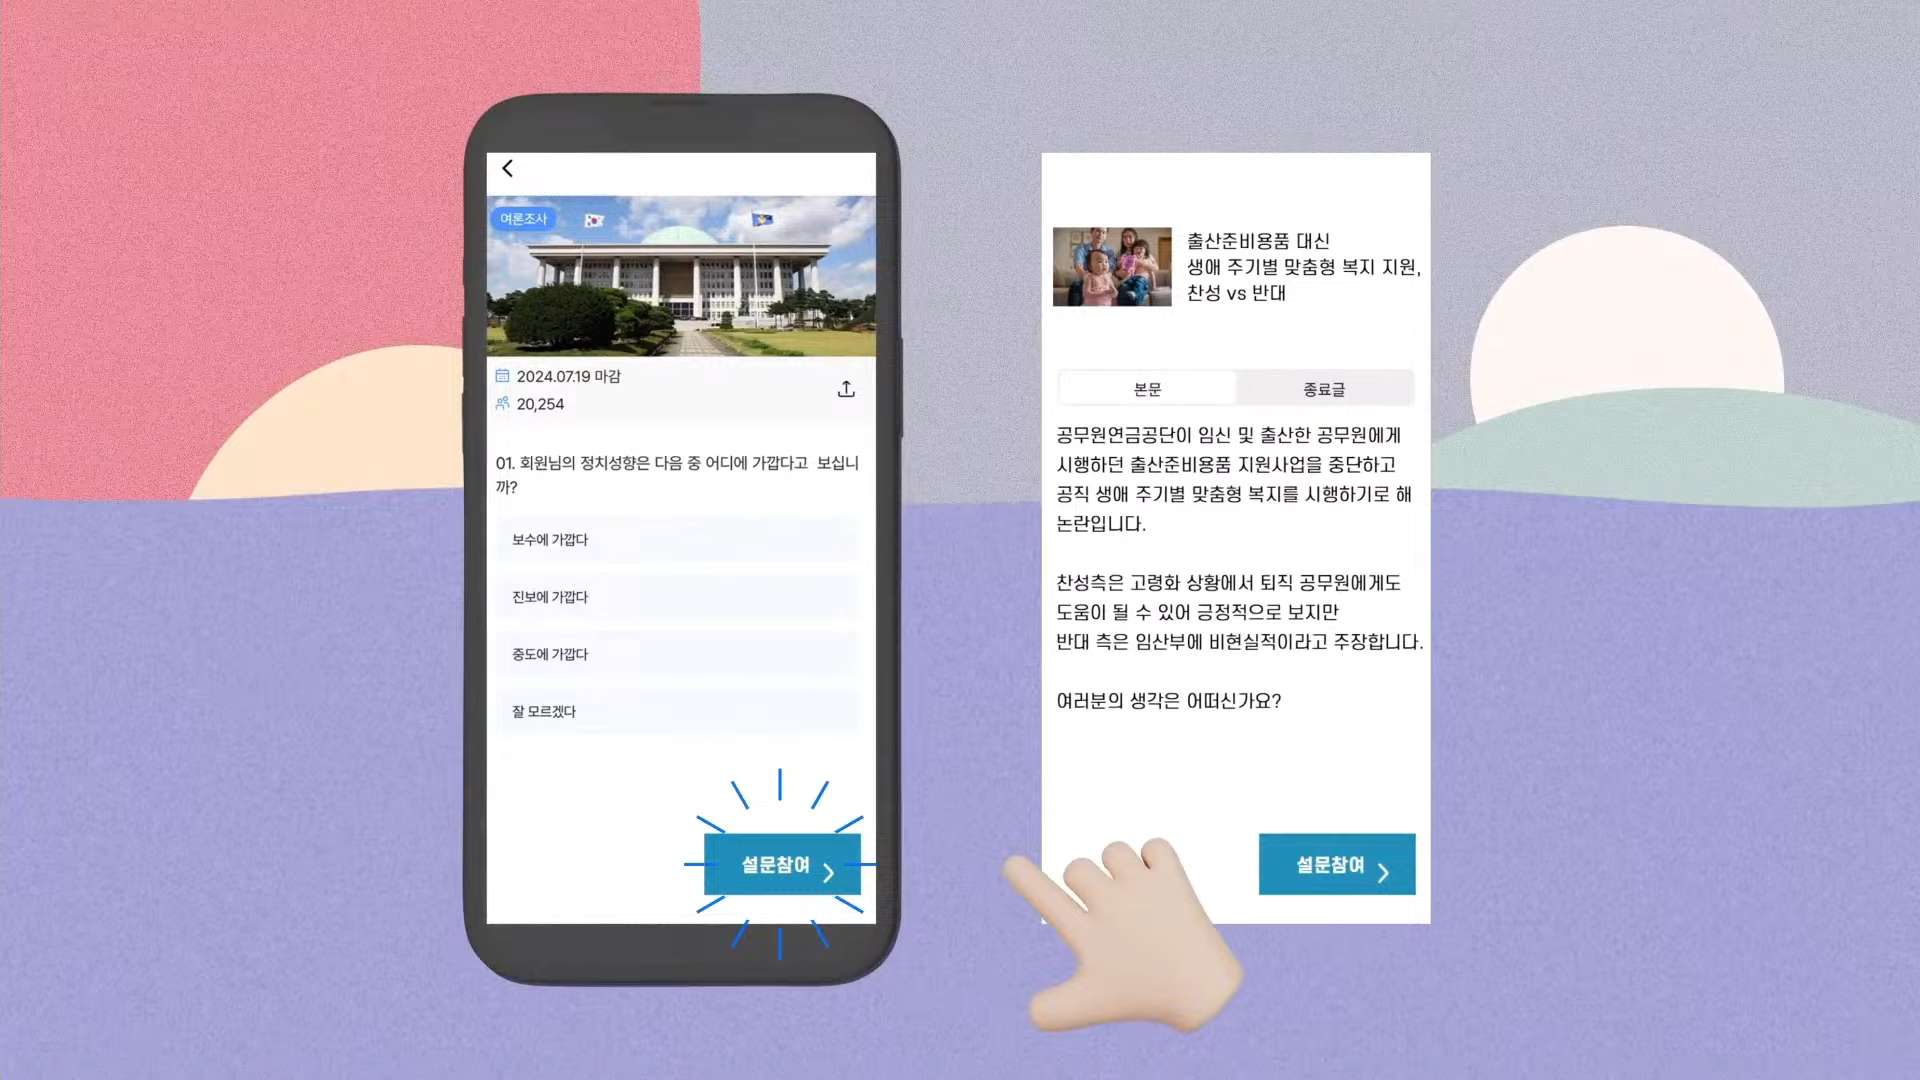 여론조사
2024.07.19 마감
20,254
01. 회원님의 정치성향은 다음 중 어디에 가깝다고 보십니
까?
보수에 가깝다
진보에 가깝다
중도에 가깝다
잘 모르겠다
설문참여
출산준비용품 대신
생애 주기별 맞춤형 복지 지원,
찬성 vs 반대
본문
종료글
공무원연금공단이 임신 및 출산한 공무원에게
시행하던 출산준비용품 지원사업을 중단하고
공직 생애 주기별 맞춤형 복지를 시행하기로 해
논란입니다.
찬성측은 고령화 상황에서 퇴직 공무원에게도
도움이 될 수 있어 긍정적으로 보지만
반대 측은 임산부에 비현실적이라고 주장합니다.
여러분의 생각은 어떠신가요?
설문참여